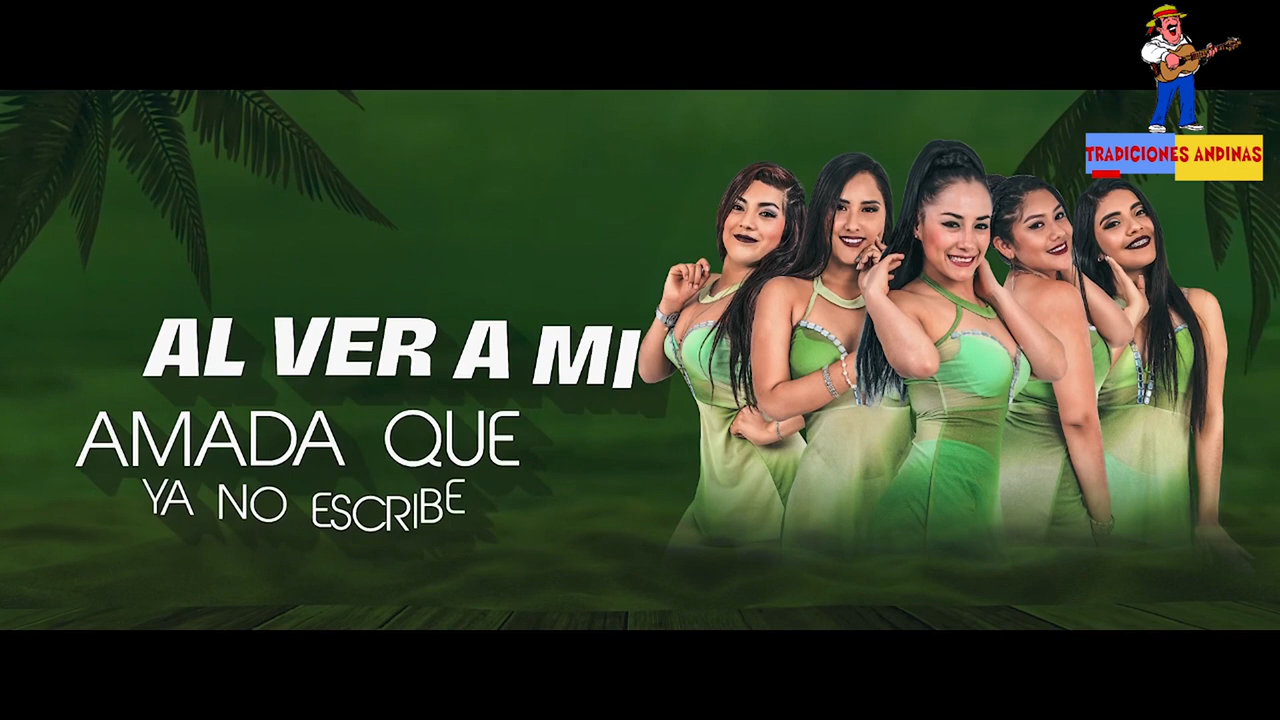 TRADICIONES ANDINAS
AL VER A MI
AMADA QUE
YA NO ESCRIBE